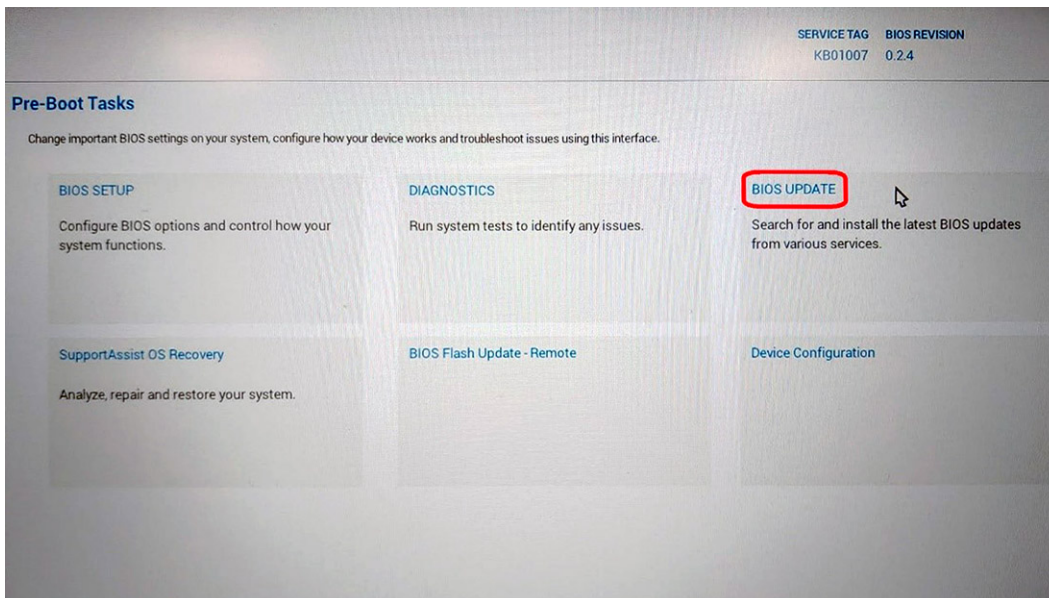 SERVICE TAG BIOS REVISION
KB01007 0.2.4
Pre-Boot Tasks
Change important BIOS settings on your system, configure how your device works and troubleshoot issues using this interface.
BIOS SETUP
Configure BIOS options and control how your
system functions.
DIAGNOSTICS
Run system tests to identify any issues.
BIOS UPDATE
Search for and install the latest BIOS updates
from various services.
SupportAssist OS Recovery
Analyze, repair and restore your system.
BIOS Flash Update - Remote
Device Configuration